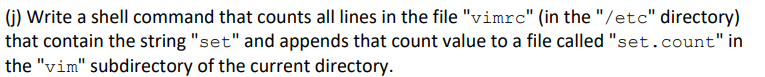 (j) Write a shell command that counts all lines in the file "vimrc" (in the "/etc" directory)
that contain the string "set" and appends that count value to a file called "set.count" in
the "vim" subdirectory of the current directory.